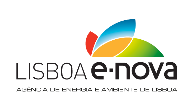 LISBOA e·nova
AGÊNCIA DE ENERGIA E AMBIENTE DE LISBOA